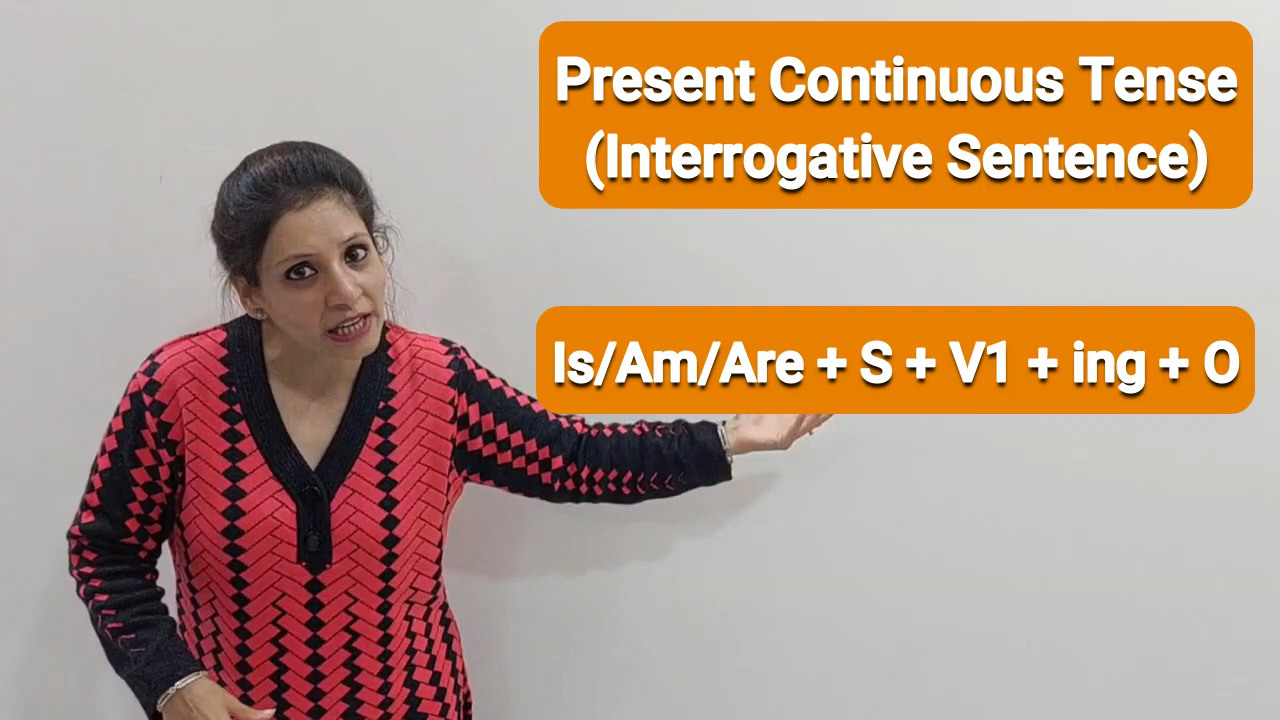 Present Continuous Tense
(Interrogative Sentence)
Is/Am/Are + S + V1 + ing + O